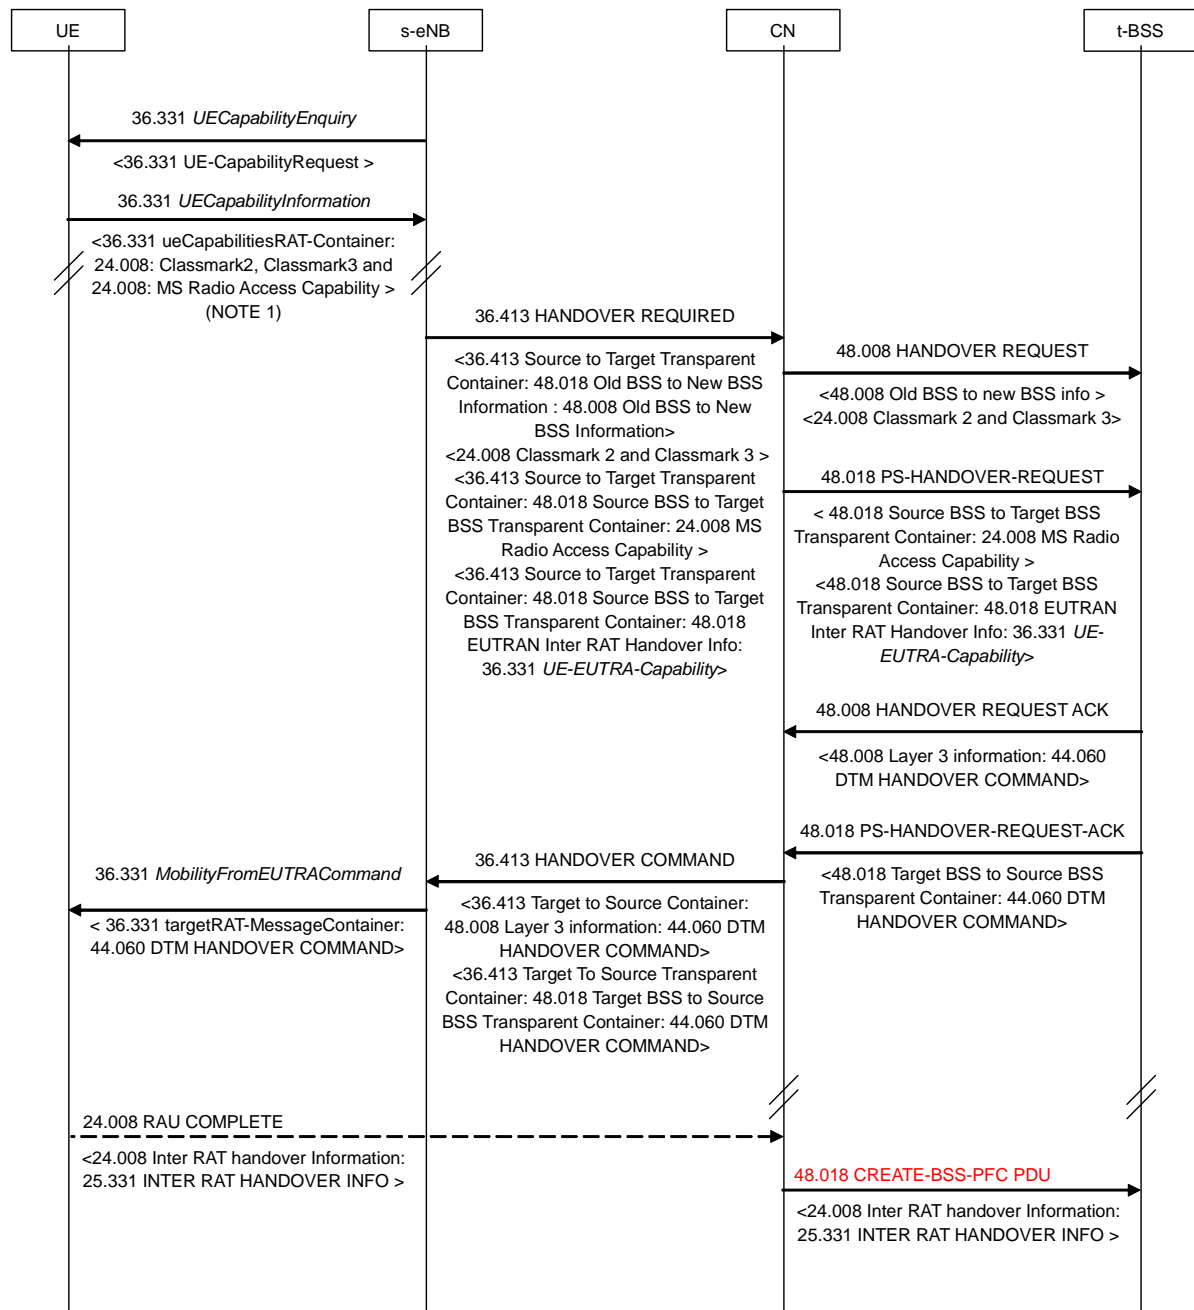 UE
s-eNB
CN
t-BSS
36.331 UECapabilityEnquiry
<36.331 UE-CapabilityRequest >
36.331 UECapabilityInformation
<36.331 ueCapabilitiesRAT-Container:
24.008: Classmark2, Classmark3 and
24.008: MS Radio Access Capability >
(NOTE 1)
36.413 HANDOVER REQUIRED
<36.413 Source to Target Transparent
Container: 48.018 Old BSS to New BSS
Information : 48.008 Old BSS to New
BSS Information>
<24.008 Classmark 2 and Classmark 3 >
<36.413 Source to Target Transparent
Container: 48.018 Source BSS to Target
BSS Transparent Container: 24.008 MS
Radio Access Capability >
<36.413 Source to Target Transparent
Container: 48.018 Source BSS to Target
BSS Transparent Container: 48.018
EUTRAN Inter RAT Handover Info:
36.331 UE-EUTRA-Capability>
48.008 HANDOVER REQUEST
<48.008 Old BSS to new BSS info >
<24.008 Classmark 2 and Classmark 3>
48.018 PS-HANDOVER-REQUEST
< 48.018 Source BSS to Target BSS
Transparent Container: 24.008 MS Radio
Access Capability >
<48.018 Source BSS to Target BSS
Transparent Container: 48.018 EUTRAN
Inter RAT Handover Info: 36.331 UE-
EUTRA-Capability>
48.008 HANDOVER REQUEST ACK
<48.008 Layer 3 information: 44.060
DTM HANDOVER COMMAND>
48.018 PS-HANDOVER-REQUEST-ACK
<48.018 Target BSS to Source BSS
Transparent Container: 44.060 DTM
HANDOVER COMMAND>
36.413 HANDOVER COMMAND
<36.413 Target to Source Container:
48.008 Layer 3 information: 44.060 DTM
HANDOVER COMMAND>
<36.413 Target To Source Transparent
Container: 48.018 Target BSS to Source
BSS Transparent Container: 44.060 DTM
HANDOVER COMMAND>
36.331 MobilityFromEUTRACommand
< 36.331 targetRAT-MessageContainer:
44.060 DTM HANDOVER COMMAND>
24.008 RAU COMPLETE
<24.008 Inter RAT handover Information:
25.331 INTER RAT HANDOVER INFO >
48.018 CREATE-BSS-PFC PDU
<24.008 Inter RAT handover Information:
25.331 INTER RAT HANDOVER INFO >